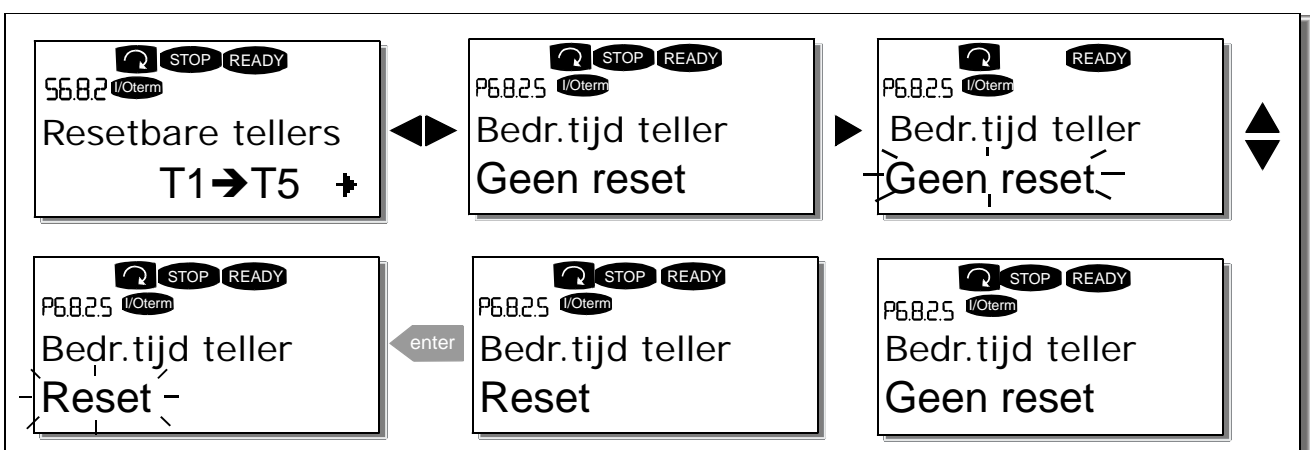 STOP READY
S6.8.2 I/Oterm
Resetbare tellers
T1➔T5
STOP READY
P6.8.2.5 I/Oterm
Bedr.tijd teller
Geen reset
READY
P6.8.2.5 I/Oterm
Bedr.tijd teller
Geen reset
STOP READY
P6.8.2.5 I/Oterm
Bedr.tijd teller
Reset
enter
STOP READY
P6.8.2.5 I/Oterm
Bedr.tijd teller
Reset
STOP READY
P6.8.2.5 I/Oterm
Bedr.tijd teller
Geen reset